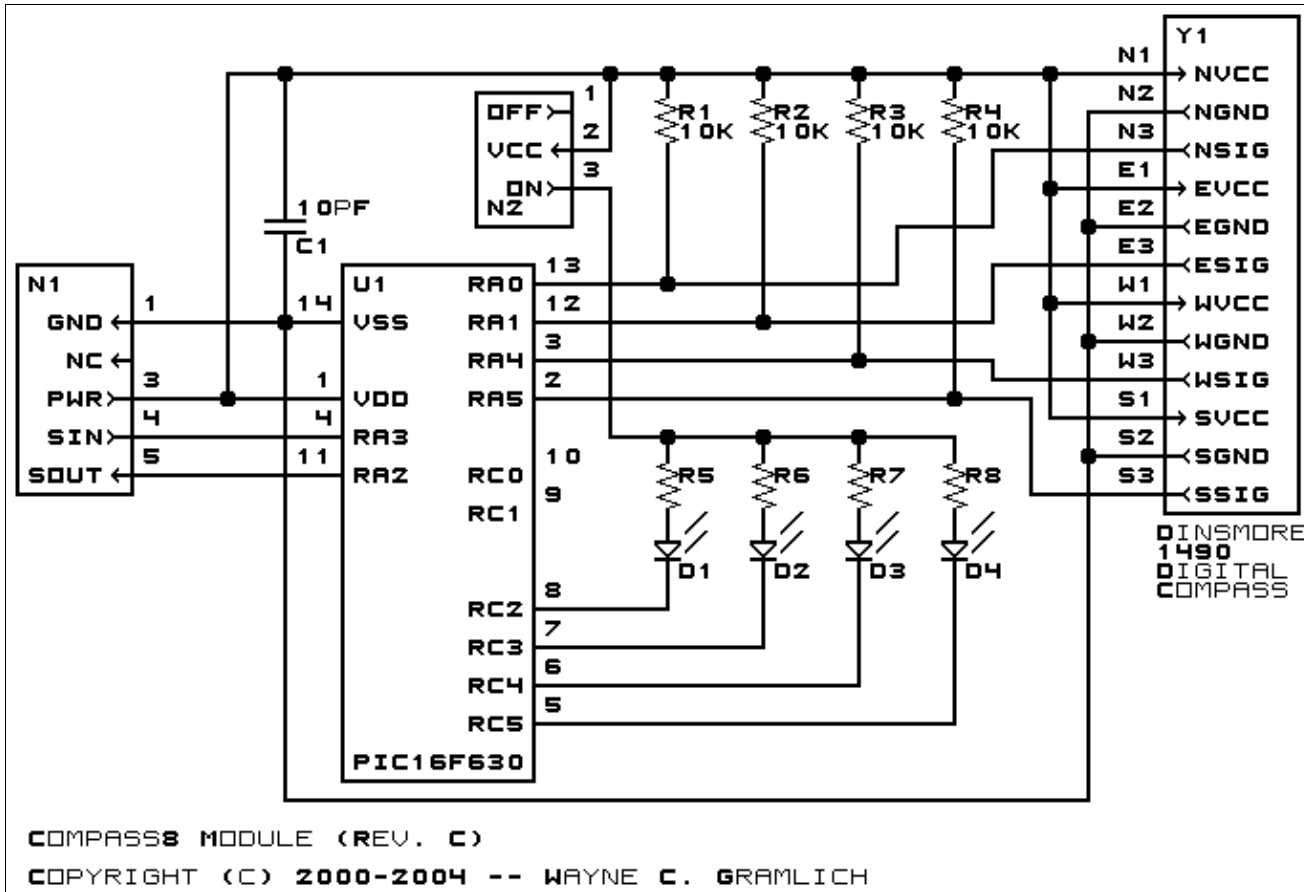 Y1
N1
NVCC
N2
NGND
N3
NSIG
E1
EVCC
E2
EGND
E3
ESIG
W1
WVCC
W2
WGND
W3
WSIG
S1
SVCC
S2
SGND
S3
SSIG
DINSMORE
1490
DIGITAL
COMPASS
OFF
1
VCC
2
ON
3
N2
R1
10K
R2
10K
R3
10K
R4
10K
10PF
C1
N1
GND
1
NC
PWR
3
SIN
4
SOUT
5
U1
14
VSS
1
VDD
4
RA3
11
RA2
RA0
13
RA1
12
RA4
3
RA5
2
RC0
10
RC1
9
RC2
8
RC3
7
RC4
6
RC5
5
PIC16F630
R5
R6
R7
R8
D1
D2
D3
D4
COMPASS8 MODULE (REV. C)
COPYRIGHT (C) 2000-2004 -- WAYNE C. GRAMLICH